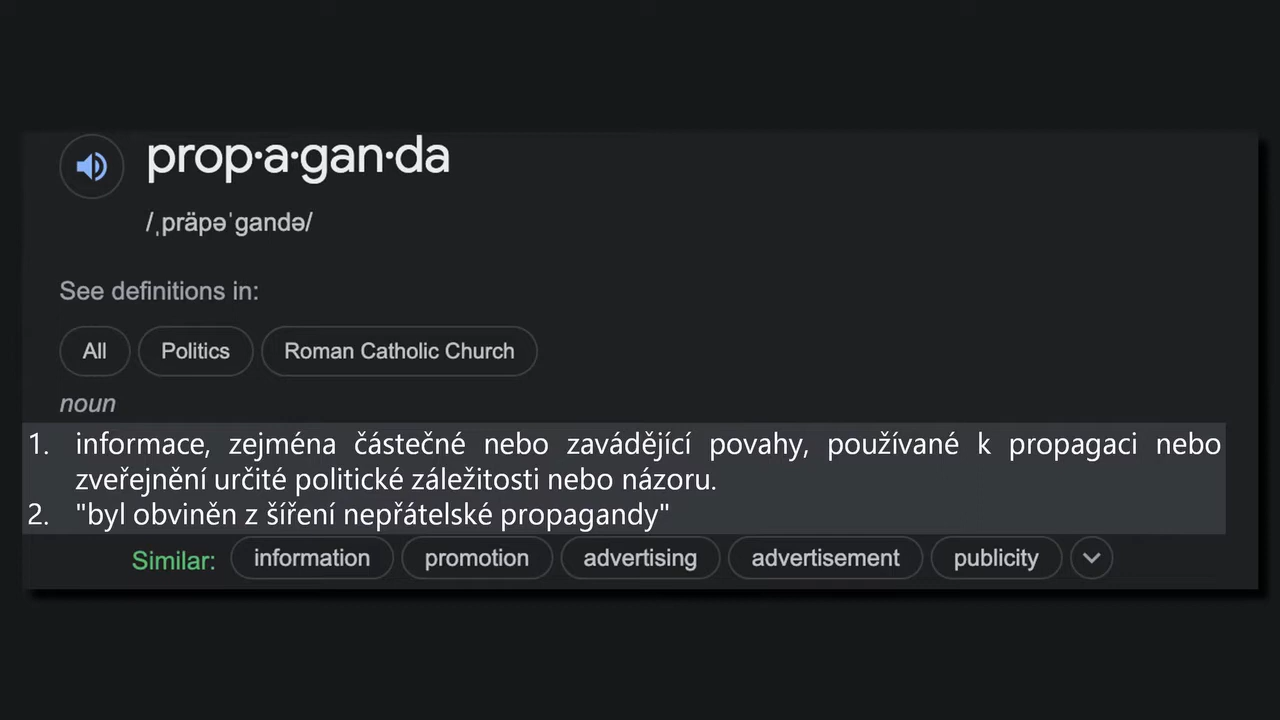 prop·a·gan·da
/ˌpräpəˈɡandə/
See definitions in:
All Politics Roman Catholic Church
noun
1. informace, zejména částečné nebo zavádějící povahy, používané k propagaci nebo
zveřejnění určité politické záležitosti nebo názoru.
2. "byl obviněn z šíření nepřátelské propagandy"
Similar: information promotion advertising advertisement publicity